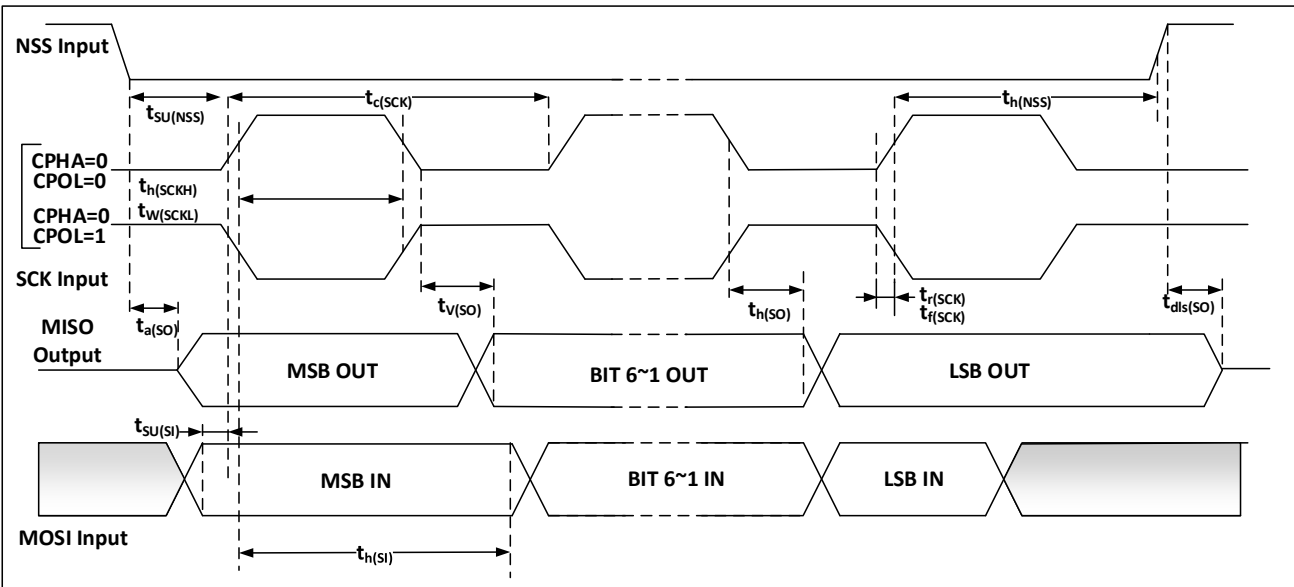 NSS Input
tSU(NSS)
tc(SCK)
th(NSS)
CPHA=0
CPOL=0
th(SCKH)
CPHA=0
tW(SCKL)
CPOL=1
SCK Input
ta(SO)
tV(SO)
th(SO)
tr(SCK)
tf(SCK)
tdIs(SO)
MISO
Output
MSB OUT
BIT 6~1 OUT
LSB OUT
tSU(SI)
MSB IN
BIT 6~1 IN
LSB IN
MOSI Input
th(SI)